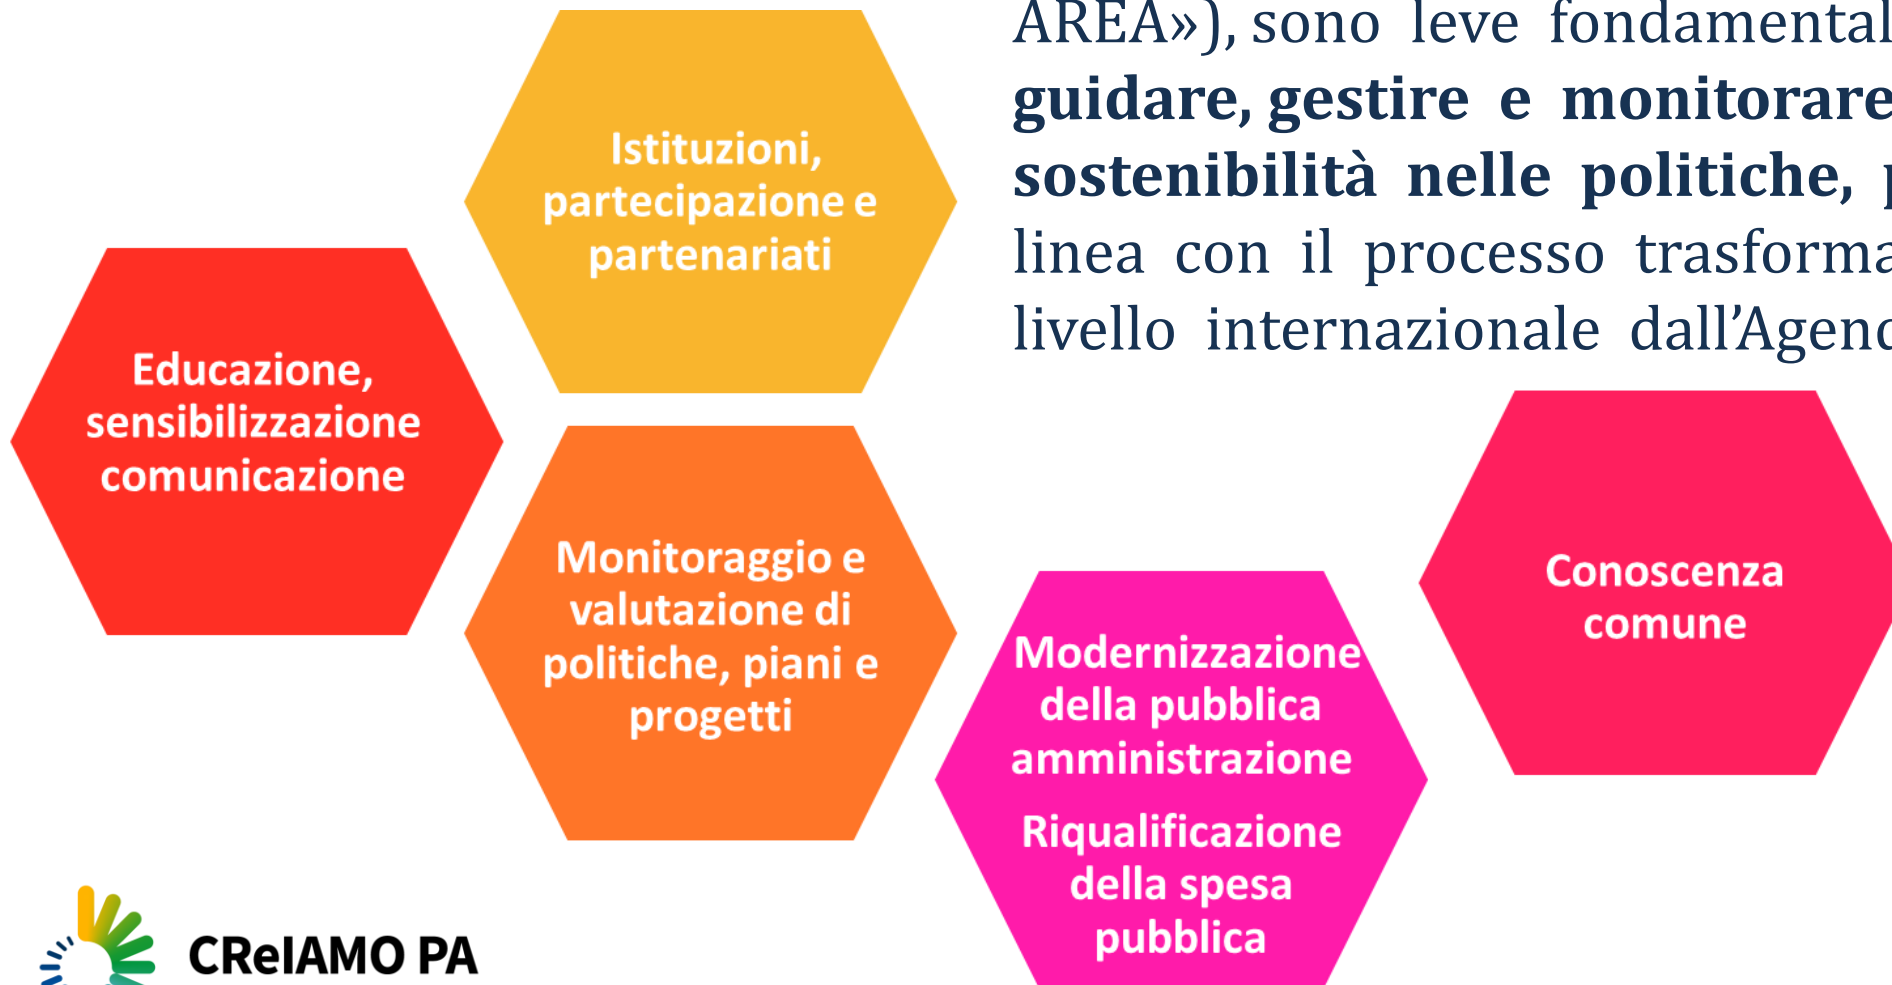 AREA»), sono leve fondamental
guidare, gestire e monitorare
sostenibilità nelle politiche,
linea con il processo trasforma
livello internazionale dall’Agend
Istituzioni,
partecipazione e
partenariati
Educazione,
sensibilizzazione
comunicazione
Monitoraggio e
valutazione di
politiche, piani e
progetti
Modernizzazione
della pubblica
amministrazione
Riqualificazione
della spesa
pubblica
Conoscenza
comune
CReIAMO PA